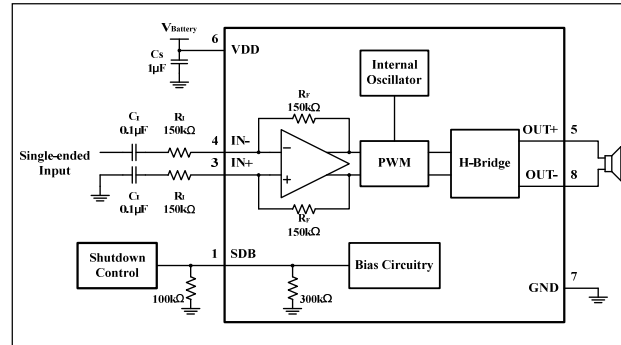 VBattery
6
VDD
CS
1µF
Internal
Oscillator
RF
150kΩ
CI
0.1µF
RI
150kΩ
4
IN-
OUT+
5
Single-ended
Input
3
IN+
PWM
H-Bridge
OUT-
8
CI
0.1µF
RI
150kΩ
RF
150kΩ
Shutdown
Control
1
SDB
Bias Circuitry
7
GND
100kΩ
300kΩ